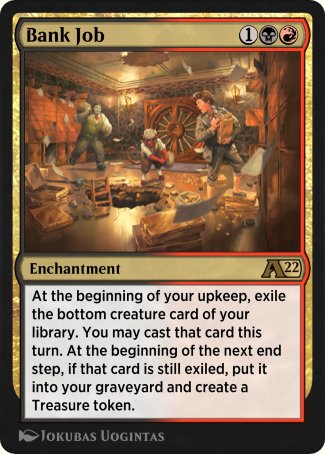 Bank Job 1
Enchantment A22
At the beginning of your upkeep, exile
the bottom creature card of your
library. You may cast that card this
turn. At the beginning of the next end
step, if that card is still exiled, put it
into your graveyard and create a
Treasure token.
Jokubas Uogintas